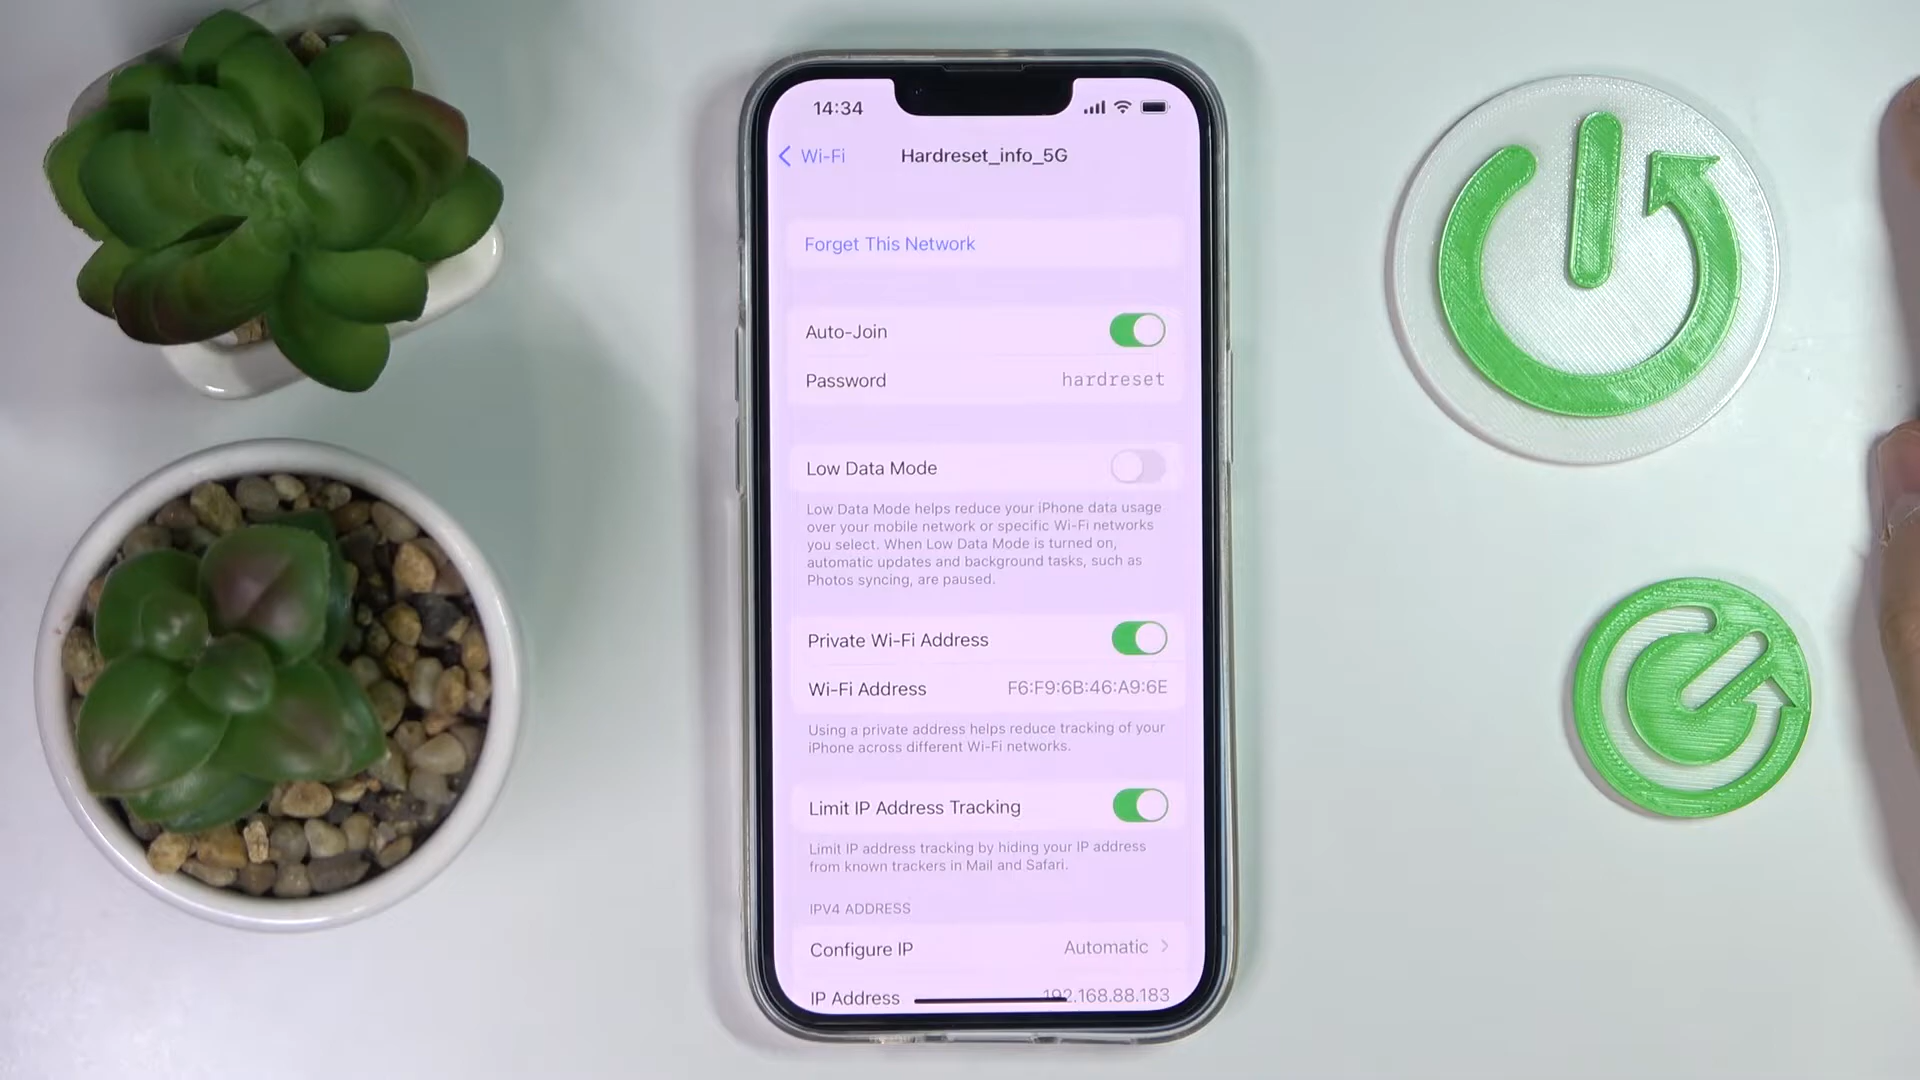 14:34
Wi-Fi
Hardreset_info_5G
Forget This Network
Auto-Join
Password hardreset
Low Data Mode
Low Data Mode helps reduce your iPhone data usage
over your mobile network or specific Wi-Fi networks
you select. When Low Data Mode is turned on,
automatic updates and background tasks, such as
Photos syncing, are paused.
Private Wi-Fi Address
Wi-Fi Address F6:F9:6B:46:A9:6E
Using a private address helps reduce tracking of your
iPhone across different Wi-Fi networks.
Limit IP Address Tracking
Limit IP address tracking by hiding your IP address
from known trackers in Mail and Safari.
IPV4 ADDRESS
Configure IP Automatic
IP Address 192.168.88.183